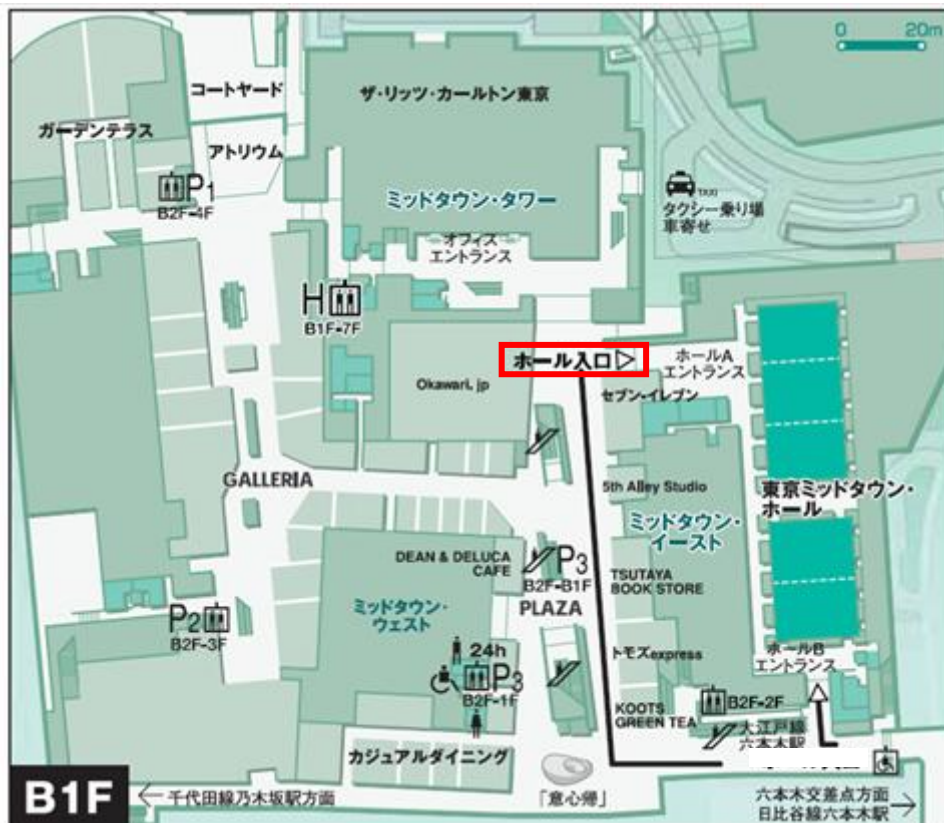 0 20m
コートヤード
ザ・リッツ・カールトン東京
ガーデンテラス
アトリウム
P1
B2F-4F
ミッドタウン・タワー
TAXI
タクシー乗り場
車寄せ
オフィス
エントランス
H
B1F-7F
ホール入口
ホールA
エントランス
Okawari.jp
セブン-イレブン
GALLERIA
5th Alley Studio
東京ミッドタウン・
ホール
ミッドタウン・
イースト
DEAN & DELUCA
CAFE
P3
B2F-B1F
TSUTAYA
BOOK STORE
PLAZA
ミッドタウン・
ウェスト
P2
B2F-3F
24h
P3
B2F-1F
トモズexpress
ホールB
エントランス
B2F-2F
KOOTS
GREEN TEA
大江戸線
六本木駅
カジュアルダイニング
「意心帰」
B1F
千代田線乃木坂駅方面
六本木交差点方面
日比谷線六本木駅